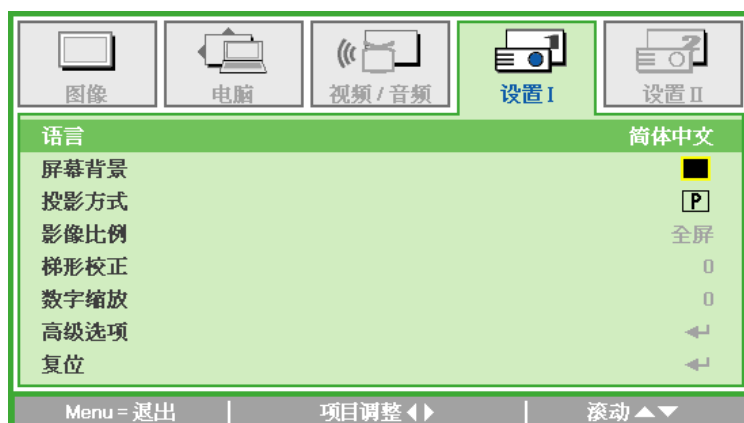 图像 电脑 视频 / 音频 设置 I 设置 II
语言 简体中文
屏幕背景
投影方式 P
影像比例 全屏
梯形校正 0
数字缩放 0
高级选项
复位
Menu = 退出 项目调整 滚动